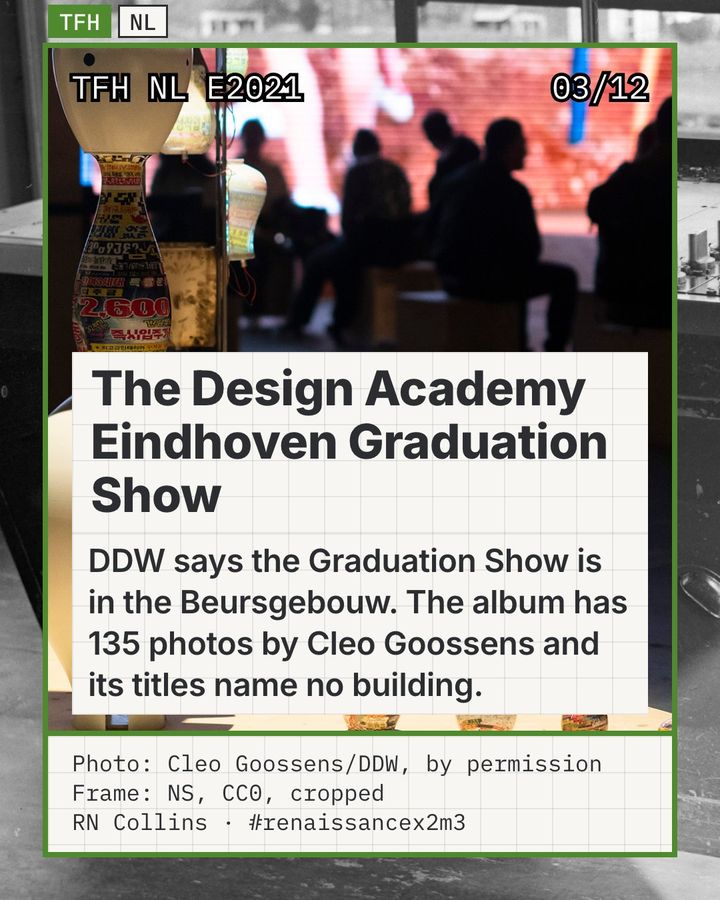 TFH NL
TFH NL E2021 03/12
2,600
The Design Academy
Eindhoven Graduation
Show
DDW says the Graduation Show is
in the Beursgebouw. The album has
135 photos by Cleo Goossens and
its titles name no building.
Photo: Cleo Goossens/DDW, by permission
Frame: NS, CC0, cropped
RN Collins · #renaissancex2m3